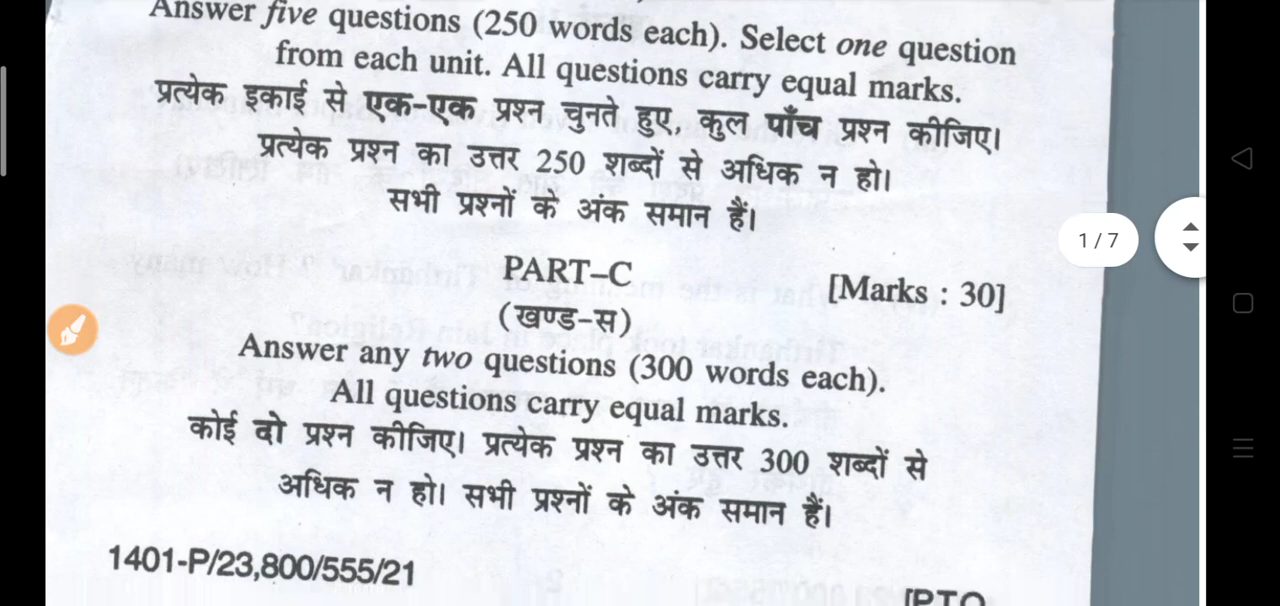 Answer five questions (250 words each). Select one question
from each unit. All questions carry equal marks.
प्रत्येक इकाई से एक-एक प्रश्न चुनते हुए, कुल पाँच प्रश्न कीजिए।
प्रत्येक प्रश्न का उत्तर 250 शब्दों से अधिक न हो।
सभी प्रश्नों के अंक समान हैं।
PART–C
[Marks : 30]
(खण्ड-स)
Answer any two questions (300 words each).
All questions carry equal marks.
कोई दो प्रश्न कीजिए। प्रत्येक प्रश्न का उत्तर 300 शब्दों से
अधिक न हो। सभी प्रश्नों के अंक समान हैं।
1401-P/23,800/555/21
[PTO
1 / 7